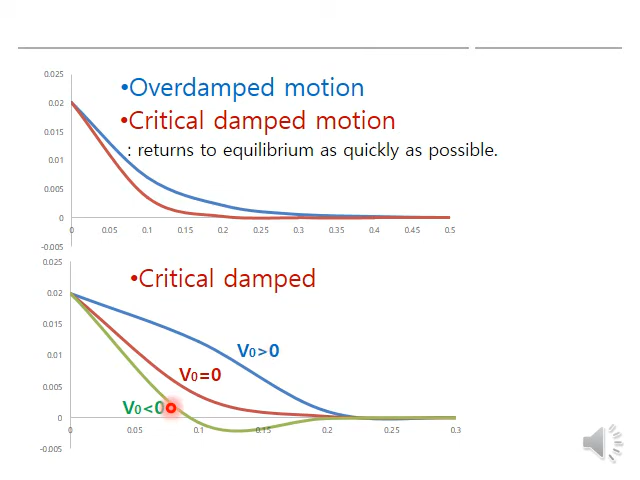 0.025
•Overdamped motion
0.02
•Critical damped motion
0.015
: returns to equilibrium as quickly as possible.
0.01
0.005
0
0 0.05 0.1 0.15 0.2 0.25 0.3 0.35 0.4 0.45 0.5
-0.005
0.025
•Critical damped
0.02
0.015
V0>0
0.01
V0=0
0.005
V0<0
0
0 0.05 0.1 0.15 0.2 0.25 0.3
-0.005